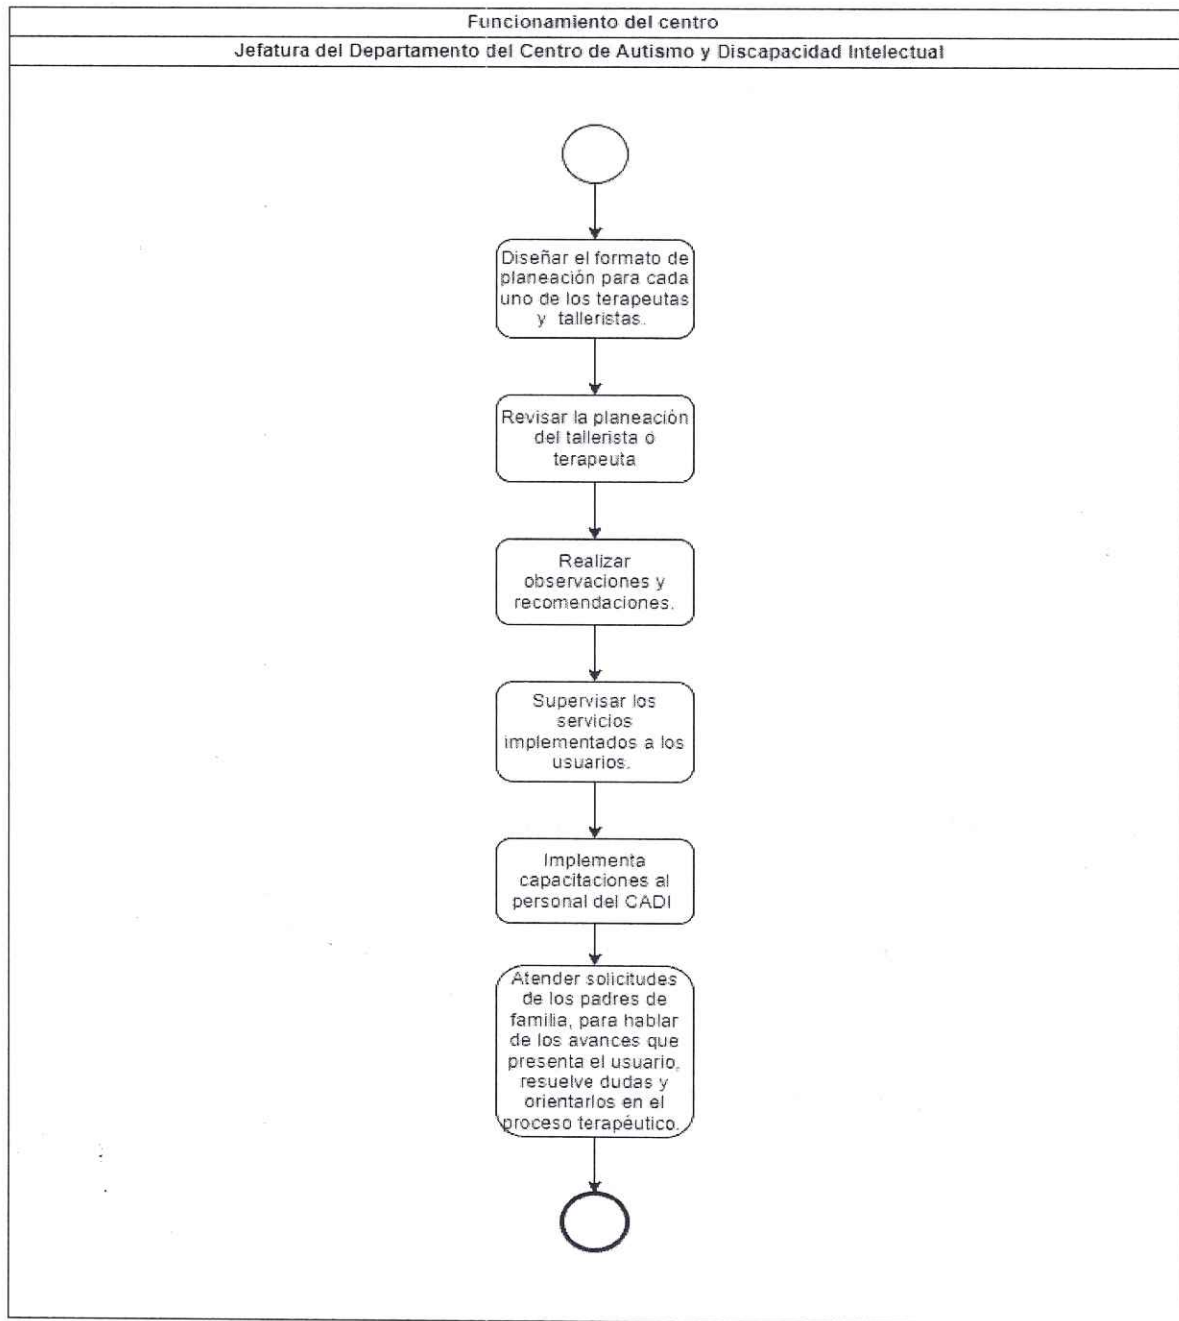 Funcionamiento del centro
Jefatura del Departamento del Centro de Autismo y Discapacidad Intelectual
Diseñar el formato de
planeación para cada
uno de los terapeutas
y talleristas.
Revisar la planeación
del tallerista o
terapeuta
Realizar
observaciones y
recomendaciones.
Supervisar los
servicios
implementados a los
usuarios.
Implementa
capacitaciones al
personal del CADI
Atender solicitudes
de los padres de
familia, para hablar
de los avances que
presenta el usuario,
resuelve dudas y
orientarlos en el
proceso terapéutico.